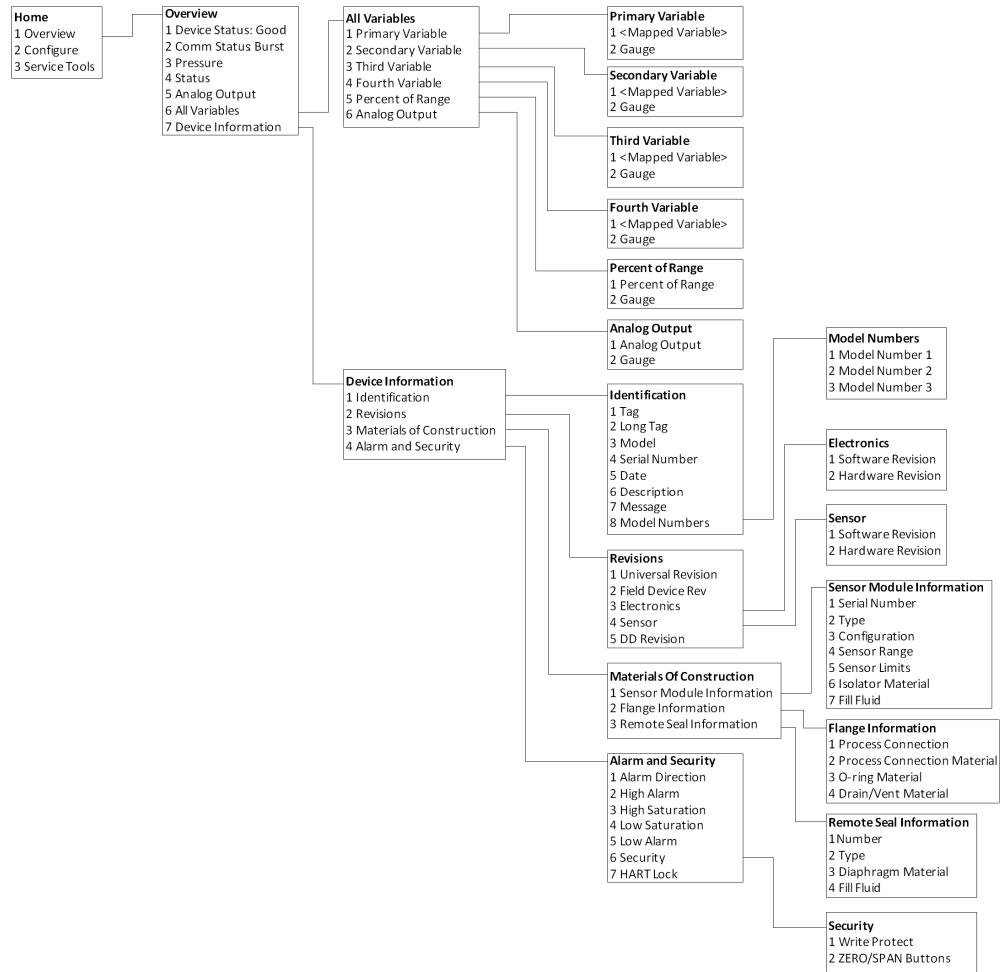 Home
1 Overview
2 Configure
3 Service Tools
Overview
1 Device Status: Good
2 Comm Status: Burst
3 Pressure
4 Status
5 Analog Output
6 All Variables
7 Device Information
All Variables
1 Primary Variable
2 Secondary Variable
3 Third Variable
4 Fourth Variable
5 Percent of Range
6 Analog Output
Primary Variable
1 <Mapped Variable>
2 Gauge
Secondary Variable
1 <Mapped Variable>
2 Gauge
Third Variable
1 <Mapped Variable>
2 Gauge
Fourth Variable
1 <Mapped Variable>
2 Gauge
Percent of Range
1 Percent of Range
2 Gauge
Analog Output
1 Analog Output
2 Gauge
Device Information
1 Identification
2 Revisions
3 Materials of Construction
4 Alarm and Security
Identification
1 Tag
2 Long Tag
3 Model
4 Serial Number
5 Date
6 Description
7 Message
8 Model Numbers
Model Numbers
1 Model Number 1
2 Model Number 2
3 Model Number 3
Revisions
1 Universal Revision
2 Field Device Rev
3 Electronics
4 Sensor
5 DD Revision
Electronics
1 Software Revision
2 Hardware Revision
Sensor
1 Software Revision
2 Hardware Revision
Materials Of Construction
1 Sensor Module Information
2 Flange Information
3 Remote Seal Information
Sensor Module Information
1 Serial Number
2 Type
3 Configuration
4 Sensor Range
5 Sensor Limits
6 Isolator Material
7 Fill Fluid
Flange Information
1 Process Connection
2 Process Connection Material
3 O-ring Material
4 Drain/Vent Material
Remote Seal Information
1Number
2 Type
3 Diaphragm Material
4 Fill Fluid
Alarm and Security
1 Alarm Direction
2 High Alarm
3 High Saturation
4 Low Saturation
5 Low Alarm
6 Security
7 HART Lock
Security
1 Write Protect
2 ZERO/SPAN Buttons